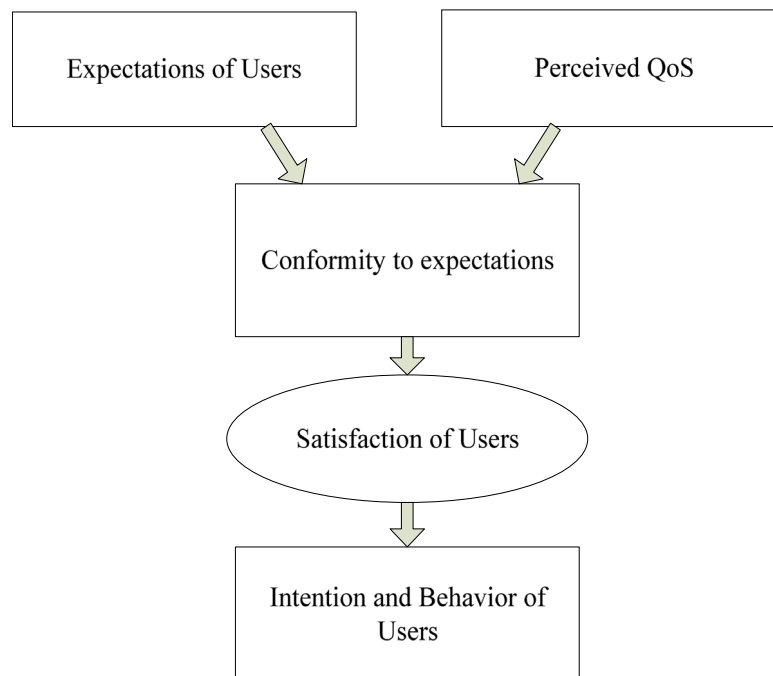 Expectations of Users
Perceived QoS
Conformity to expectations
Satisfaction of Users
Intention and Behavior of
Users